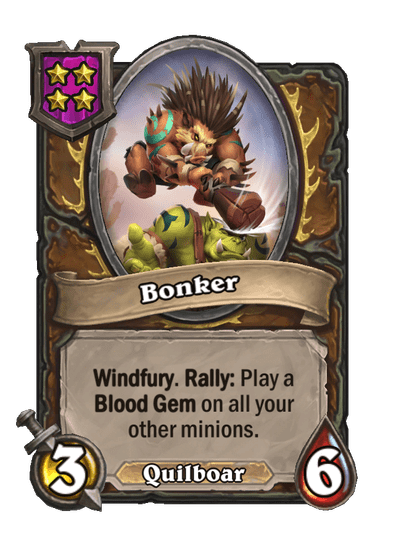 Bonker
Windfury. Rally: Play a
Blood Gem on all your
other minions.
3
Quilboar
6